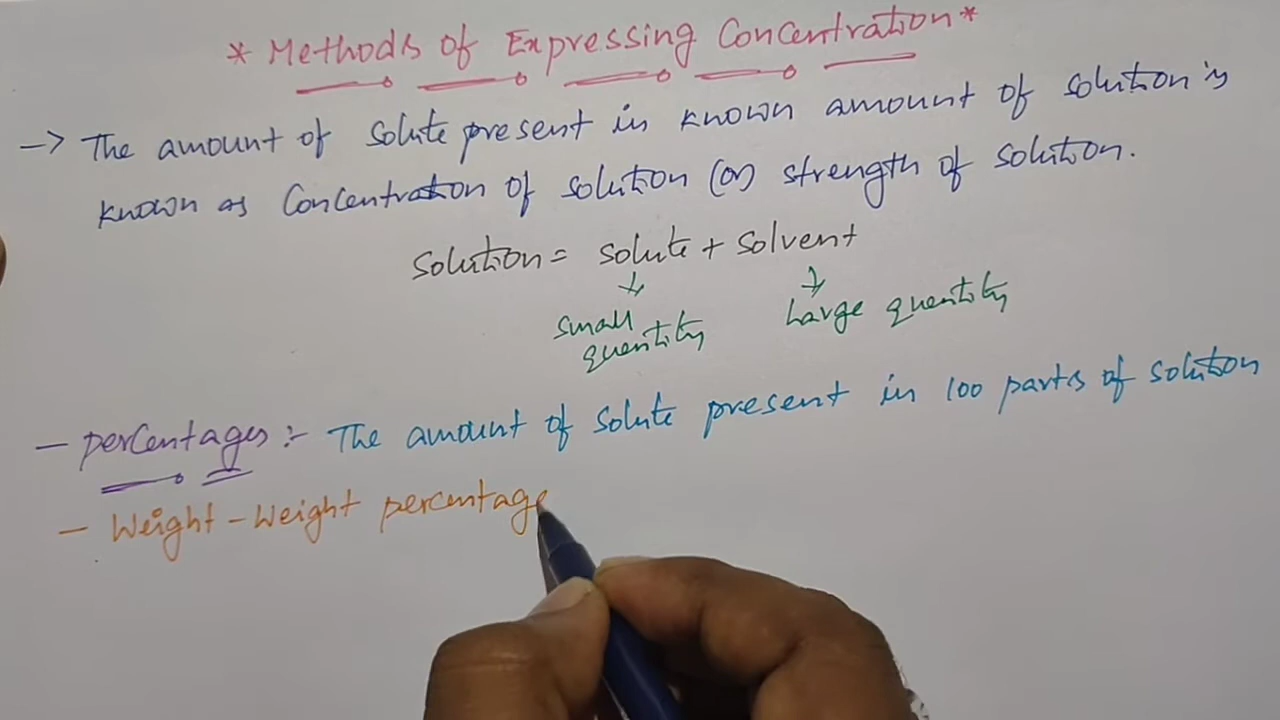 * Methods of Expressing Concentration *
-> The amount of solute present in known amount of solution is
known as Concentration of solution (or) strength of solution.
solution = solute + solvent
small quantity
Large quantity
- percentages :- The amount of solute present in 100 parts of solution
- Weight - Weight percentage